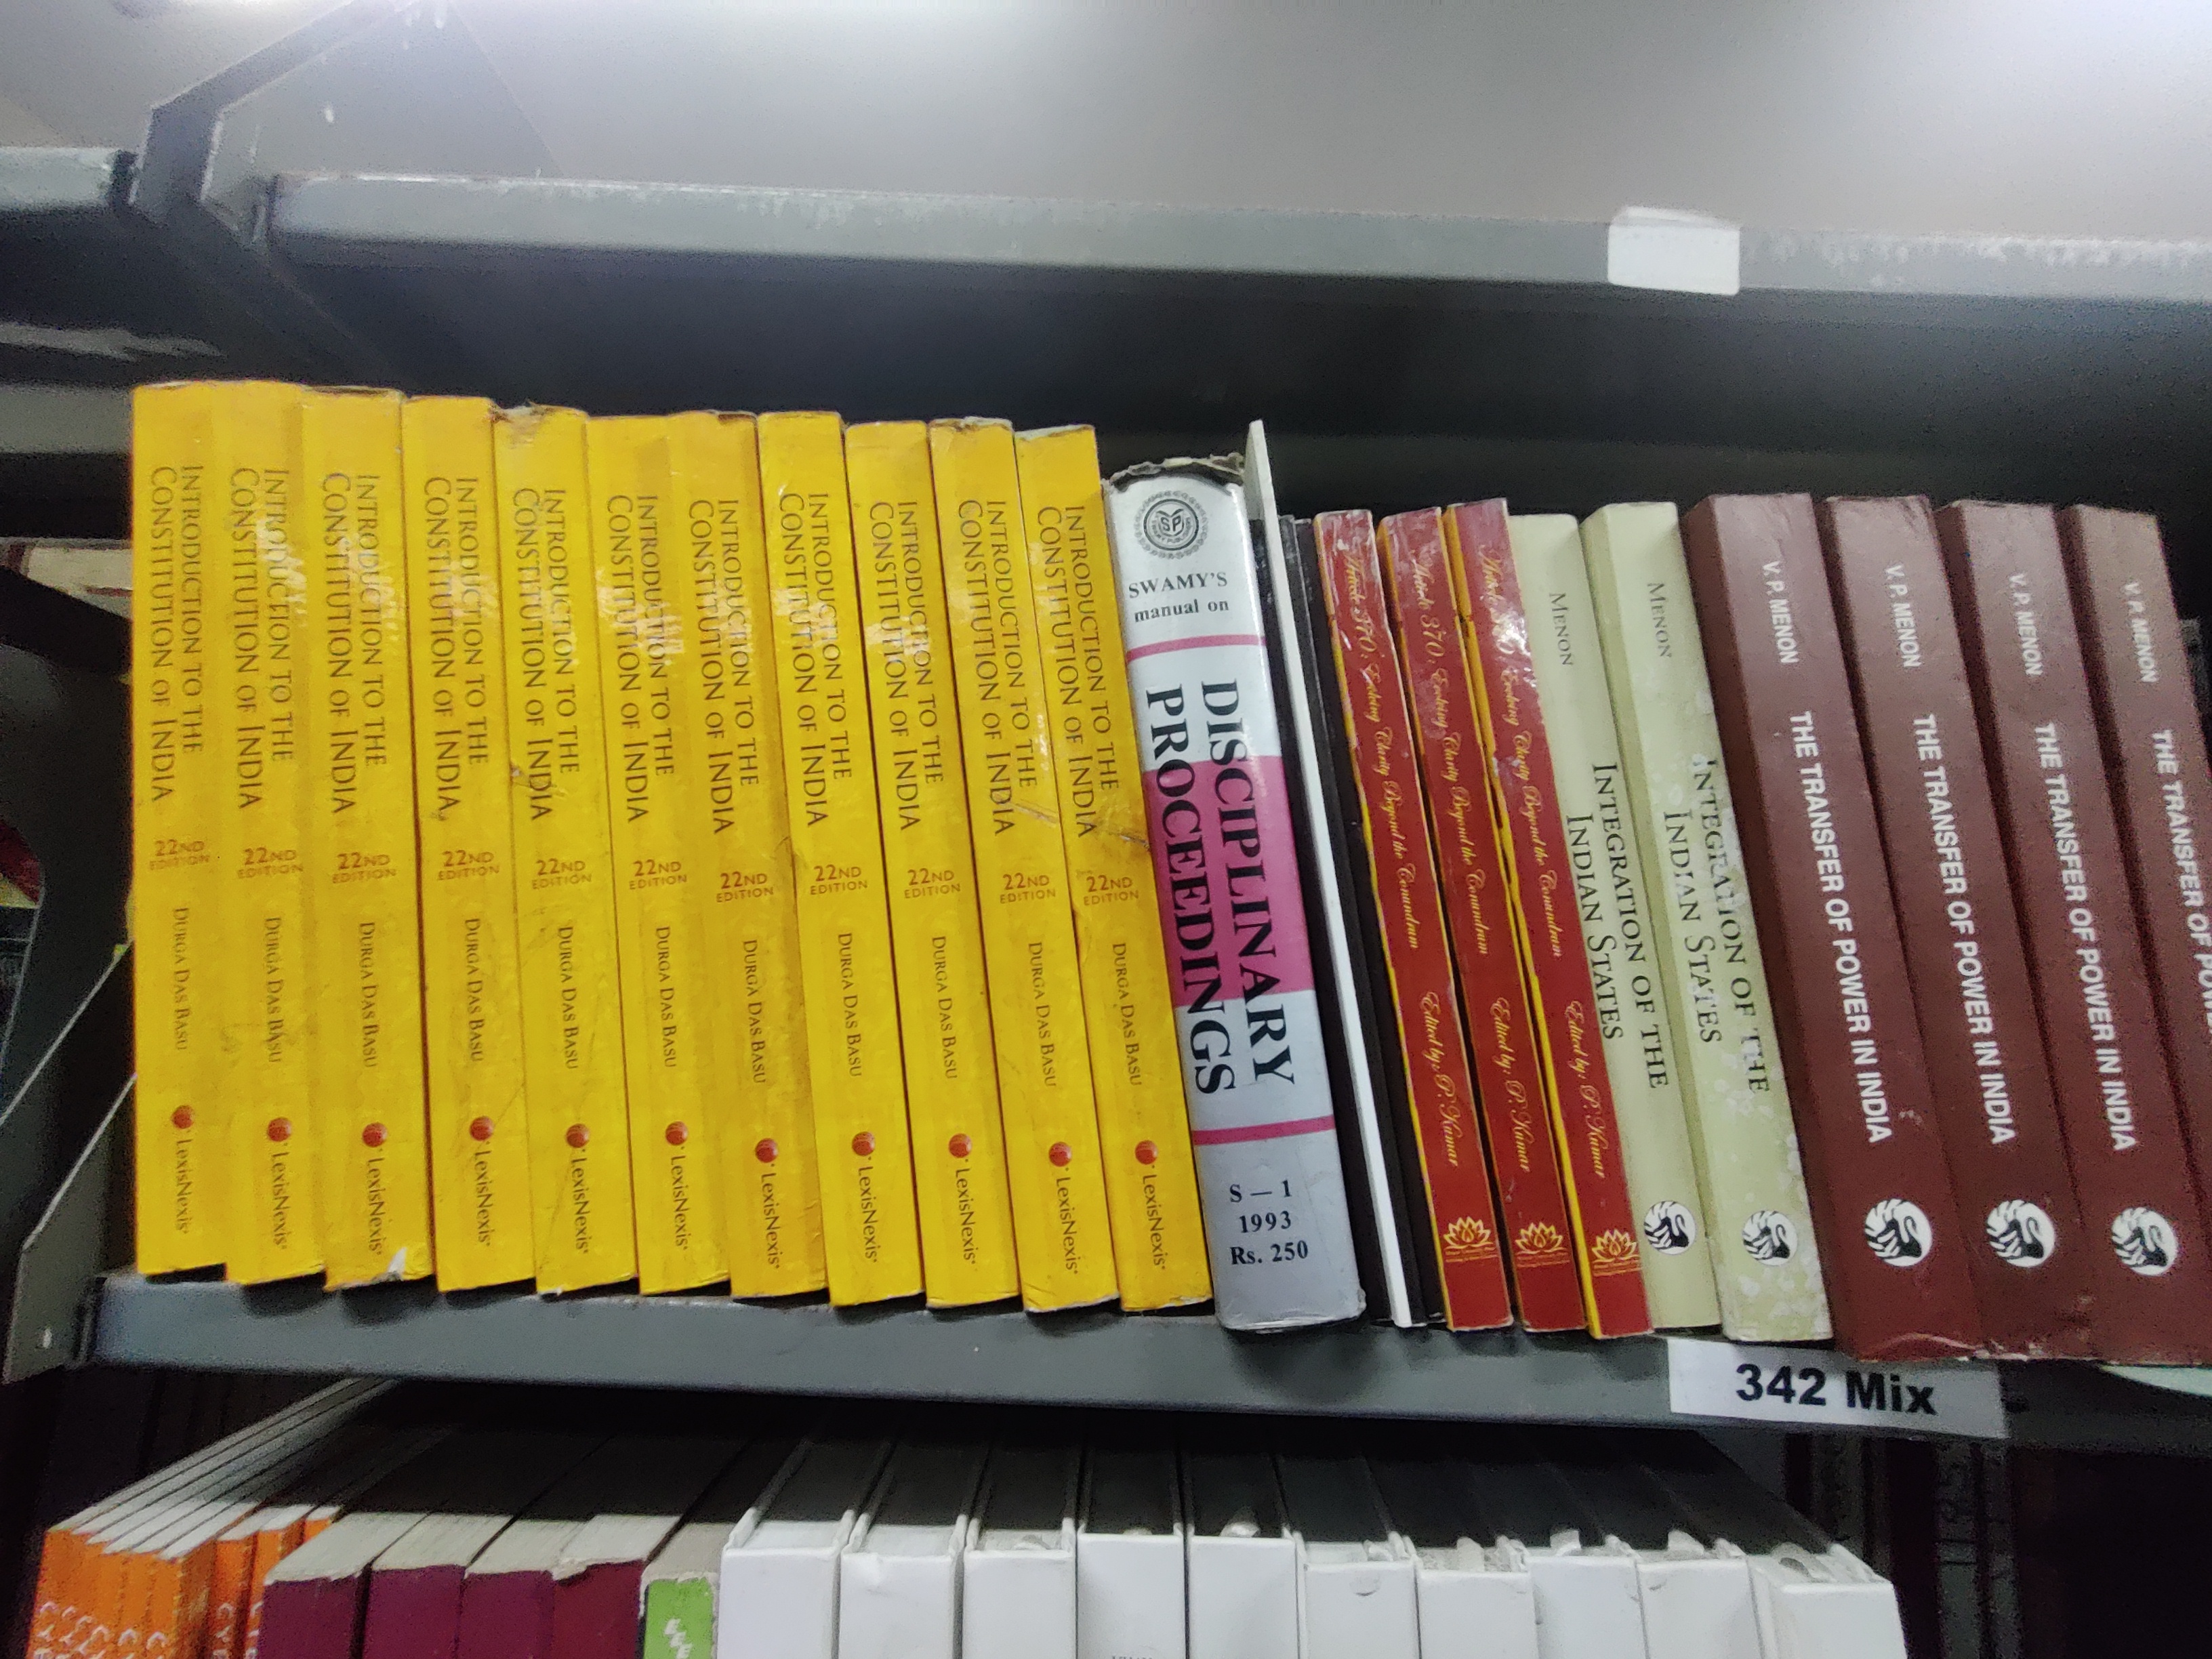 INTRODUCTION TO THE
CONSTITUTION OF INDIA
22ND
EDITION
DURGA DAS BASU
LexisNexis
INTRODUCTION TO THE
CONSTITUTION OF INDIA
22ND
EDITION
DURGA DAS BASU
LexisNexis
INTRODUCTION TO THE
CONSTITUTION OF INDIA
22ND
EDITION
DURGA DAS BASU
LexisNexis
INTRODUCTION TO THE
CONSTITUTION OF INDIA
22ND
EDITION
DURGA DAS BASU
LexisNexis
INTRODUCTION TO THE
CONSTITUTION OF INDIA
22ND
EDITION
DURGA DAS BASU
LexisNexis
INTRODUCTION TO THE
CONSTITUTION OF INDIA
22ND
EDITION
DURGA DAS BASU
LexisNexis
INTRODUCTION TO THE
CONSTITUTION OF INDIA
22ND
EDITION
DURGA DAS BASU
LexisNexis
INTRODUCTION TO THE
CONSTITUTION OF INDIA
22ND
EDITION
DURGA DAS BASU
LexisNexis
INTRODUCTION TO THE
CONSTITUTION OF INDIA
22ND
EDITION
DURGA DAS BASU
LexisNexis
INTRODUCTION TO THE
CONSTITUTION OF INDIA
22ND
EDITION
DURGA DAS BASU
LexisNexis
INTRODUCTION TO THE
CONSTITUTION OF INDIA
22ND
EDITION
DURGA DAS BASU
LexisNexis
SP
SWAMY'S
manual on
DISCIPLINARY
PROCEEDINGS
S – 1
1993
Rs. 250
Article 370: Evolving Clarity Beyond the Conundrum
Edited by: P. Kumar
Article 370: Evolving Clarity Beyond the Conundrum
Edited by: P. Kumar
Evolving Clarity Beyond the Conundrum
Edited by: P. Kumar
MENON
INTEGRATION OF THE
INDIAN STATES
MENON
INTEGRATION OF THE
INDIAN STATES
V. P. MENON
THE TRANSFER OF POWER IN INDIA
V. P. MENON
THE TRANSFER OF POWER IN INDIA
V. P. MENON
THE TRANSFER OF POWER IN INDIA
V. P. MENON
THE TRANSFER OF
342 Mix